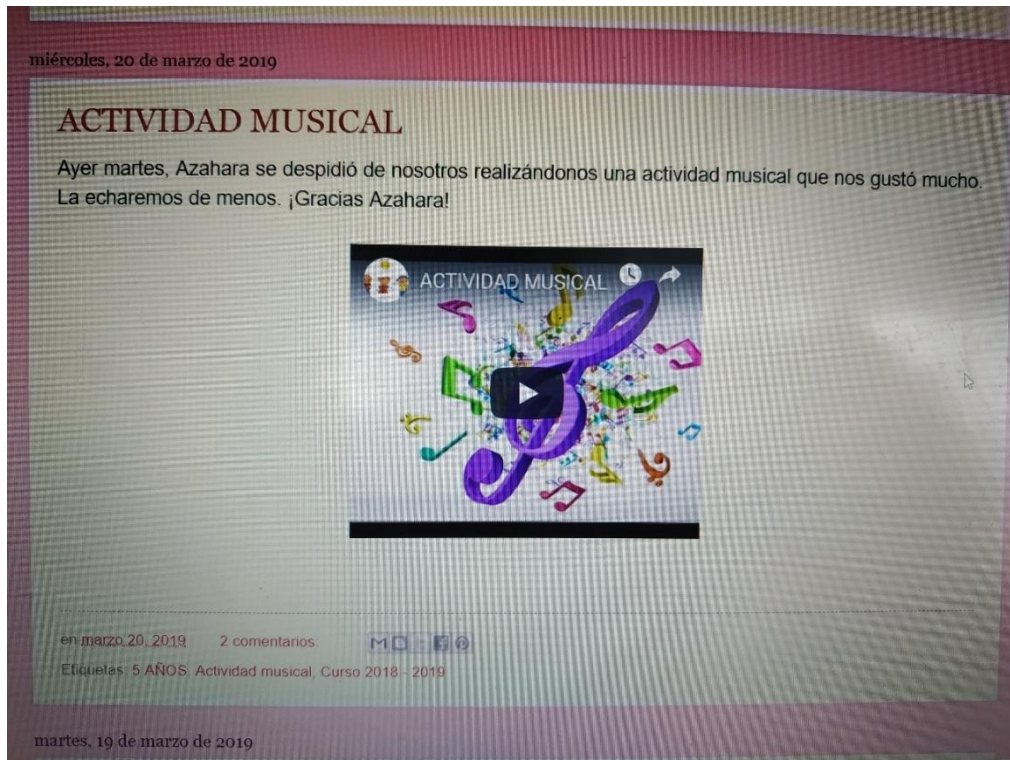 miércoles, 20 de marzo de 2019
ACTIVIDAD MUSICAL
Ayer martes, Azahara se despidió de nosotros realizándonos una actividad musical que nos gustó mucho.
La echaremos de menos. ¡Gracias Azahara!
ACTIVIDAD MUSICAL
en marzo 20, 2019 2 comentarios:
Etiquetas: 5 AÑOS, Actividad musical, Curso 2018 - 2019
martes, 19 de marzo de 2019